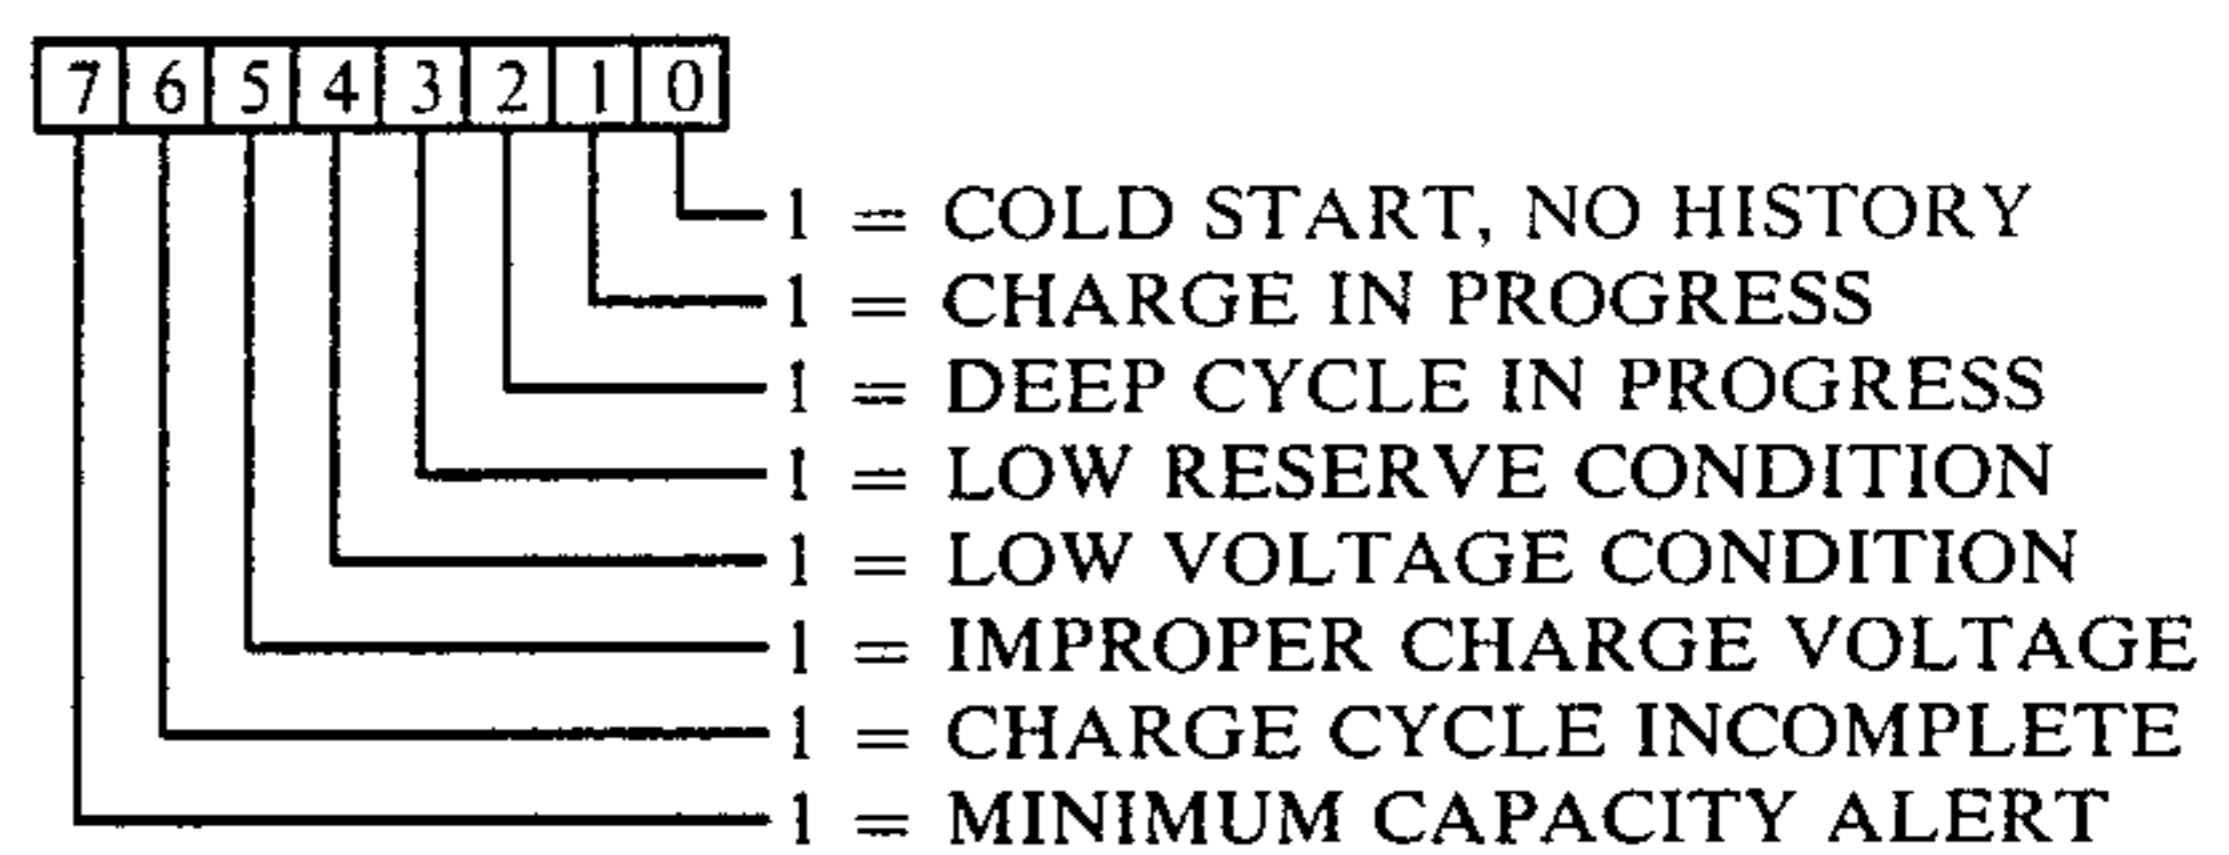 7 6 5 4 3 2 1 0
1 = COLD START, NO HISTORY
1 = CHARGE IN PROGRESS
1 = DEEP CYCLE IN PROGRESS
1 = LOW RESERVE CONDITION
1 = LOW VOLTAGE CONDITION
1 = IMPROPER CHARGE VOLTAGE
1 = CHARGE CYCLE INCOMPLETE
1 = MINIMUM CAPACITY ALERT